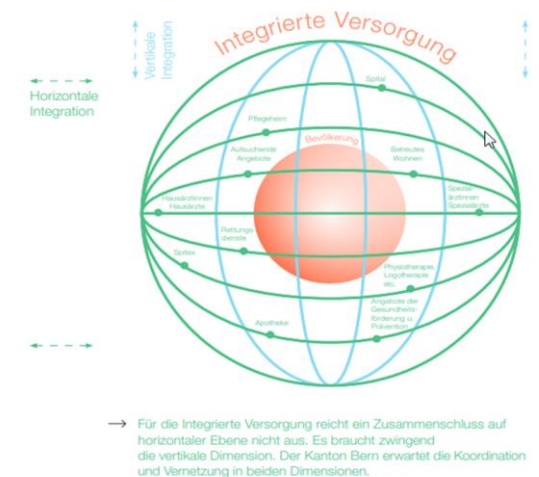 Integrierte Versorgung
Vertikale
Integration
Horizontale
Integration
Spital
Pflegeheim
Bevölkerung
Aufsuchende
Angebote
Betreutes
Wohnen
Hausärztinnen
Hausärzte
Spezial-
ärztinnen
Spezialärzte
Rettungs-
dienste
Spitex
Physiotherapie,
Logotherapie
etc.
Angebote der
Gesundheits-
förderung u.
Prävention
Apotheke
→ Für die Integrierte Versorgung reicht ein Zusammenschluss auf
horizontaler Ebene nicht aus. Es braucht zwingend
die vertikale Dimension. Der Kanton Bern erwartet die Koordination
und Vernetzung in beiden Dimensionen.